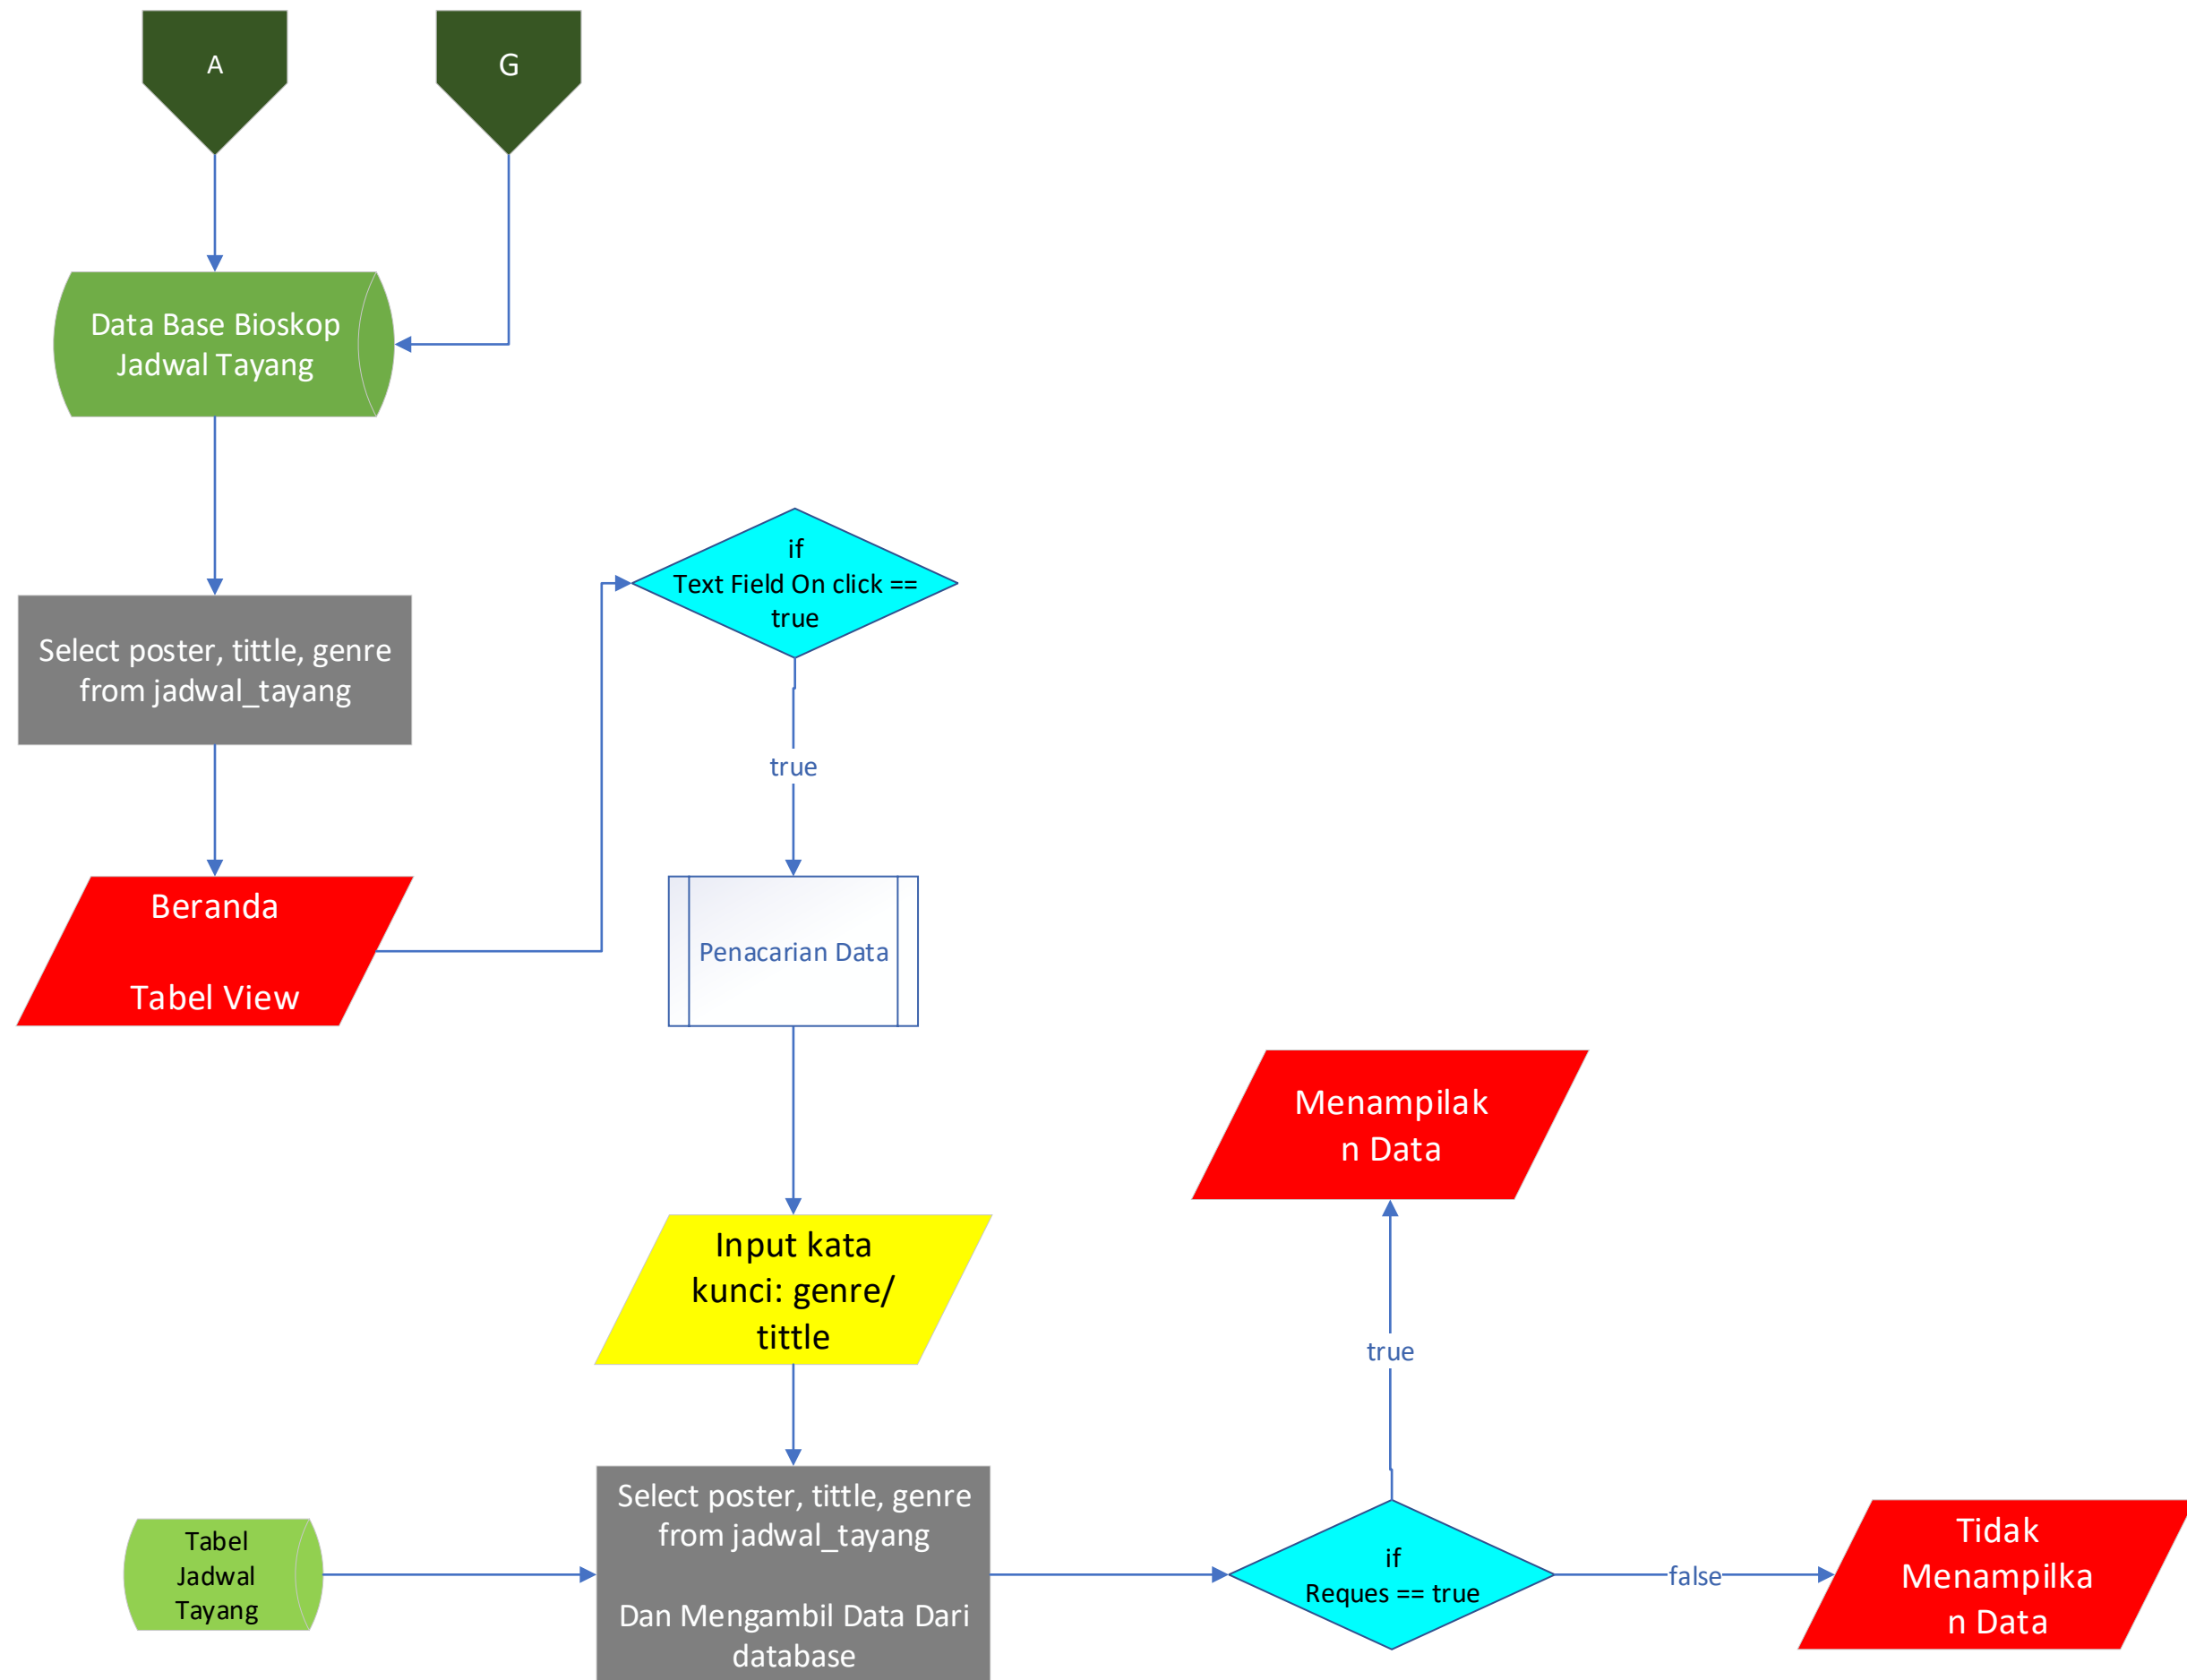 A
G
Data Base Bioskop
Jadwal Tayang
Select poster, tittle, genre
from jadwal_tayang
Beranda
Tabel View
if
Text Field On click ==
true
true
Penacarian Data
Input kata
kunci: genre/
tittle
Tabel
Jadwal
Tayang
Select poster, tittle, genre
from jadwal_tayang
Dan Mengambil Data Dari
database
if
Reques == true
true
Menampilak
n Data
false
Tidak
Menampilka
n Data